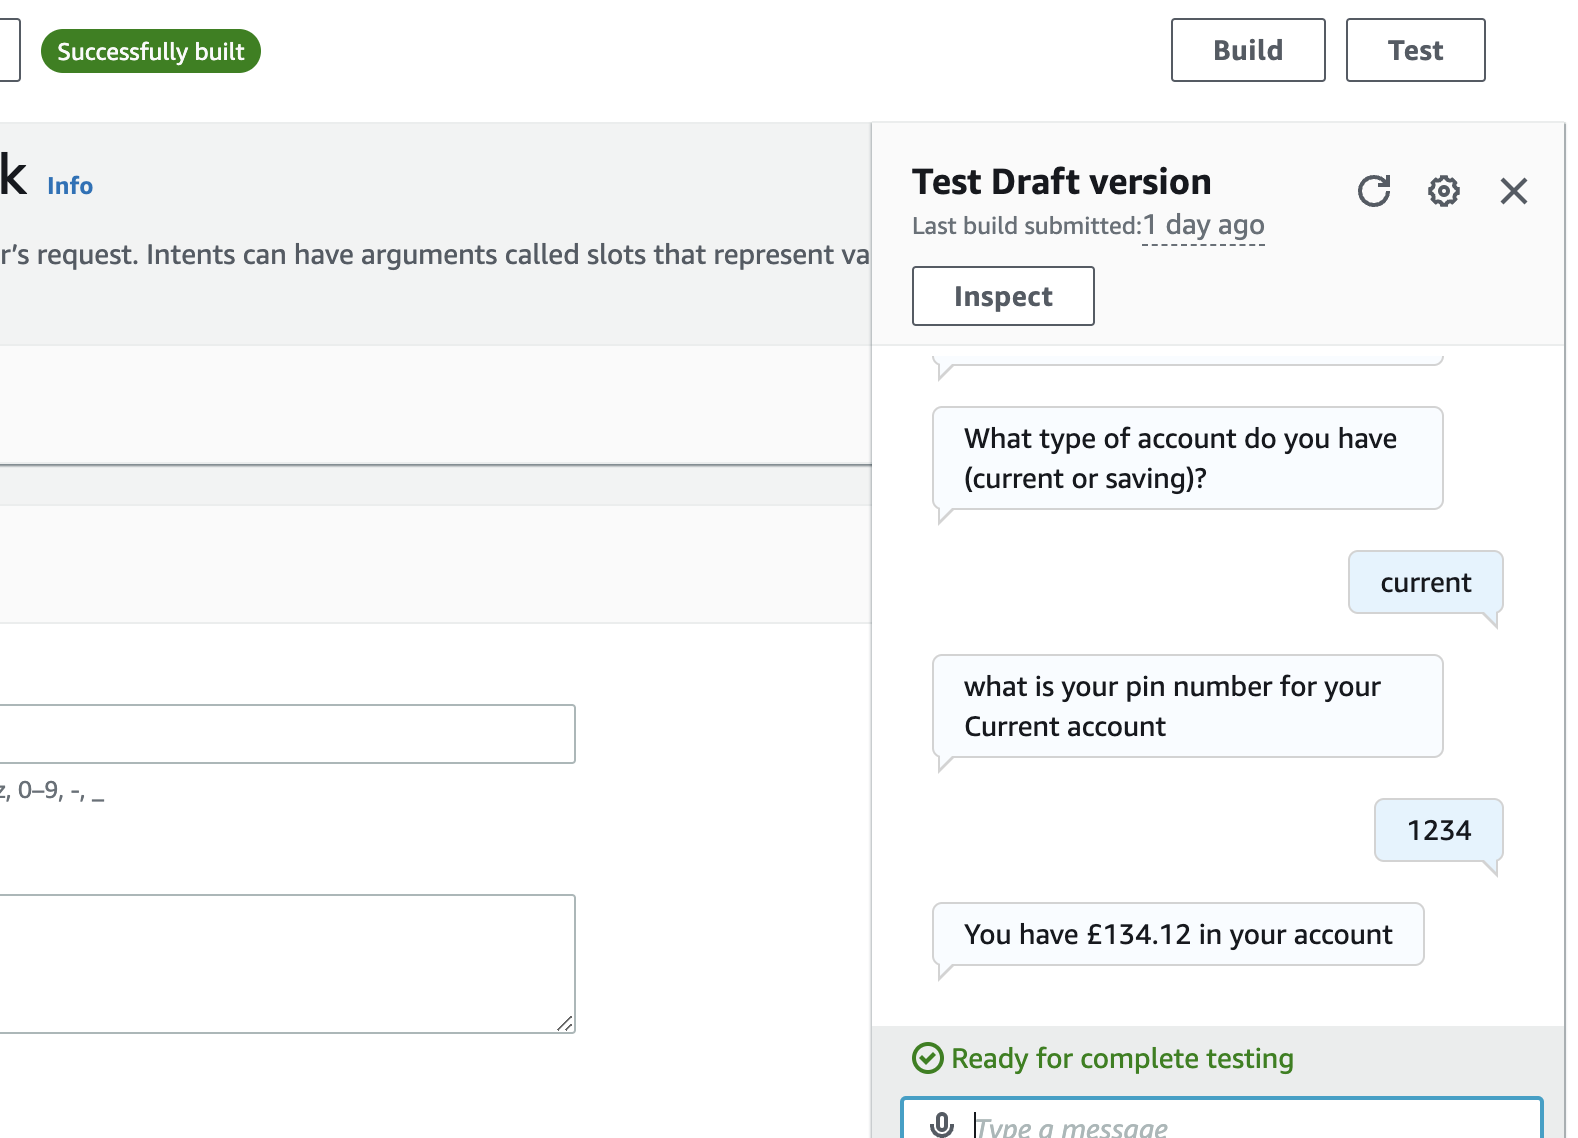 Successfully built
Build
Test
k Info
r's request. Intents can have arguments called slots that represent va
z, 0–9, -, _
Test Draft version
Last build submitted: 1 day ago
Inspect
What type of account do you have
(current or saving)?
current
what is your pin number for your
Current account
1234
You have £134.12 in your account
Ready for complete testing
Type a message